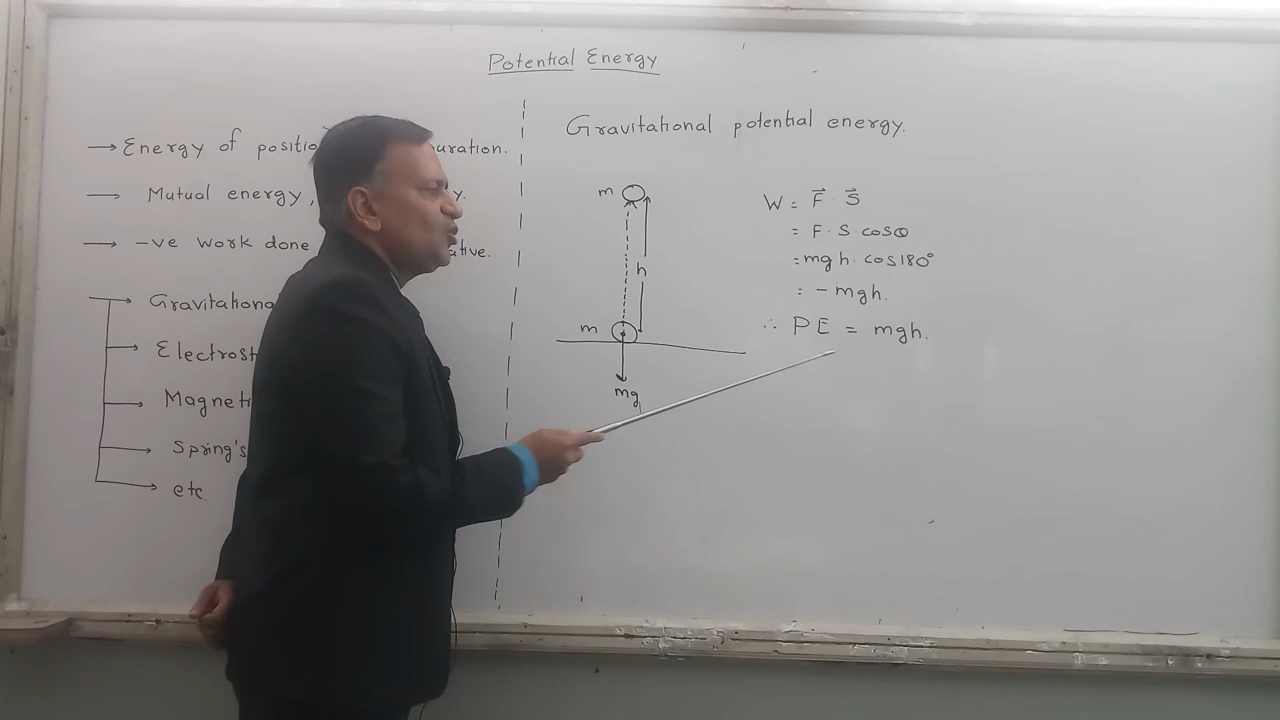 Potential Energy
→ Energy of positio uration.
→ Mutual energy, y.
→ -ve work done ative.
→ Gravitationa
→ Electrost
→ Magnet
→ Spring's
→ etc.
Gravitational potential energy.
m
h
m
mg
W = F⃗ · S⃗
= F · S · cosθ
= mgh · cos180°
= - mgh.
∴ PE = mgh.